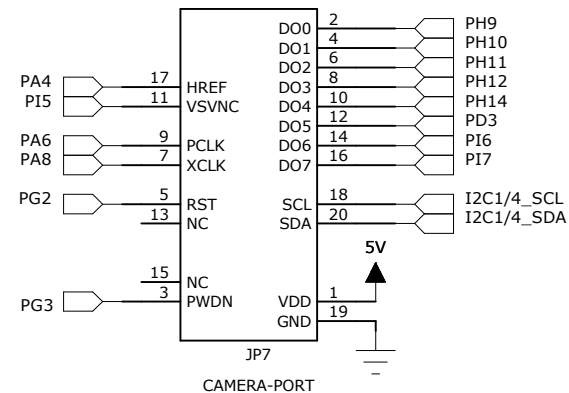 DO0 2 PH9
DO1 4 PH10
DO2 6 PH11
PA4 17 HREF DO3 8 PH12
PI5 11 VSVNC DO4 10 PH14
DO5 12 PD3
PA6 9 PCLK DO6 14 PI6
PA8 7 XCLK DO7 16 PI7
PG2 5 RST SCL 18 I2C1/4_SCL
13 NC SDA 20 I2C1/4_SDA
5V
15 NC
PG3 3 PWDN VDD 1
GND 19
JP7
CAMERA-PORT